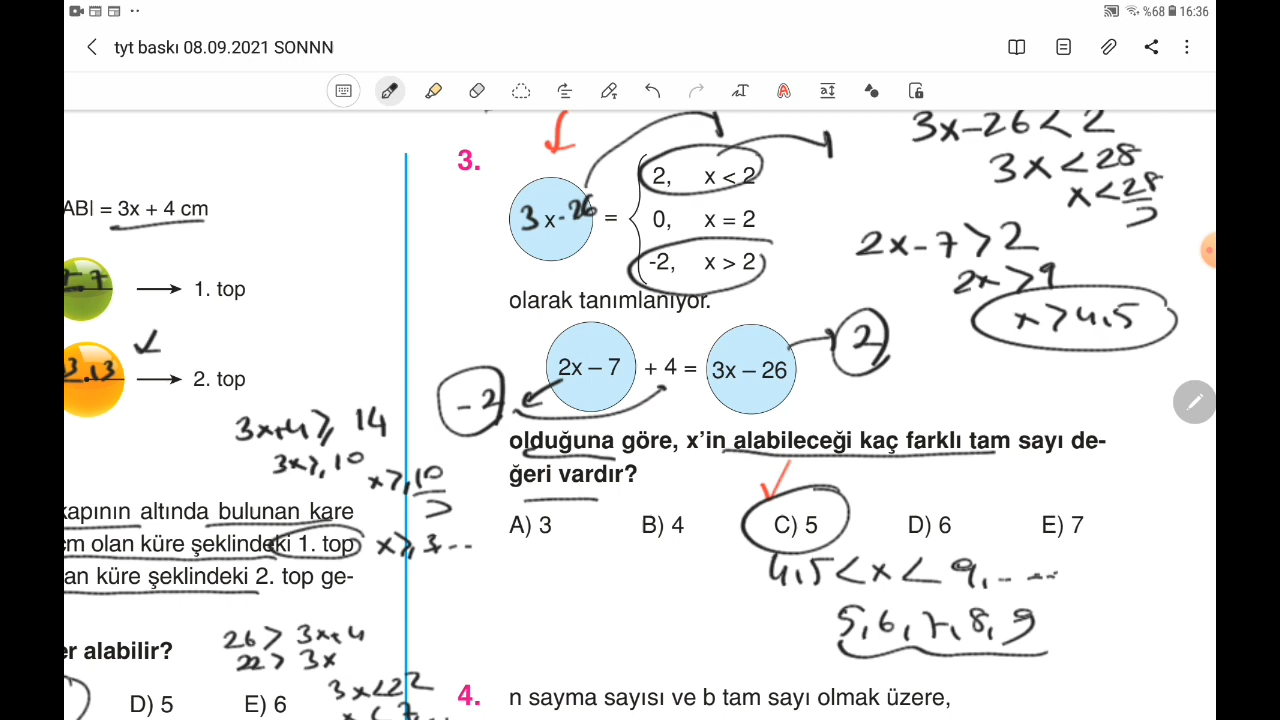 %68 16:36
tyt baskı 08.09.2021 SONNN
ABI = 3x + 4 cm
1. top
3.13
2. top
3x+4 ≥ 14
3x ≥ 10
x ≥ 10
3
x ≥ 3...
kapının altında bulunan kare
cm olan küre şeklindeki 1. top
an küre şeklindeki 2. top ge-
er alabilir?
26 > 3x+4
22 > 3x
3x < 22
D) 5 E) 6
3.
3x-26 = 2, x < 2
0, x = 2
-2, x > 2
olarak tanımlanıyor.
2x – 7 + 4 = 3x – 26
2
-2
olduğuna göre, x’in alabileceği kaç farklı tam sayı de-
ğeri vardır?
A) 3 B) 4 C) 5 D) 6 E) 7
4,5 < x < 9,.....
5, 6, 7, 8, 9
3x-26 < 2
3x < 28
x < 28
3
2x-7 > 2
2x > 9
x > 4,5
4. n sayma sayısı ve b tam sayı olmak üzere,